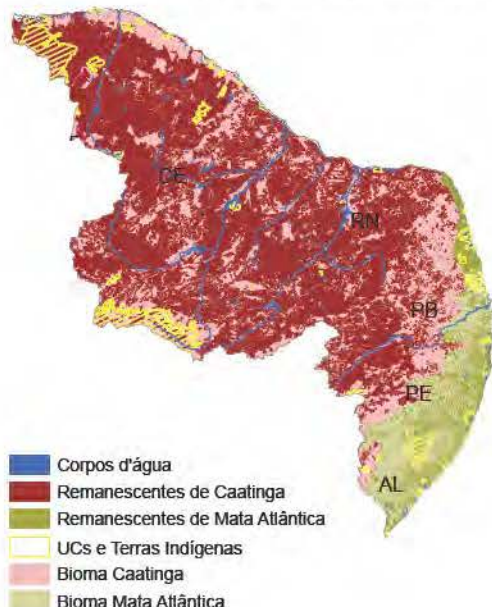 CE
RN
PB
PE
AL
Corpos d'água
Remanescentes de Caatinga
Remanescentes de Mata Atlântica
UCs e Terras Indígenas
Bioma Caatinga
Bioma Mata Atlântica